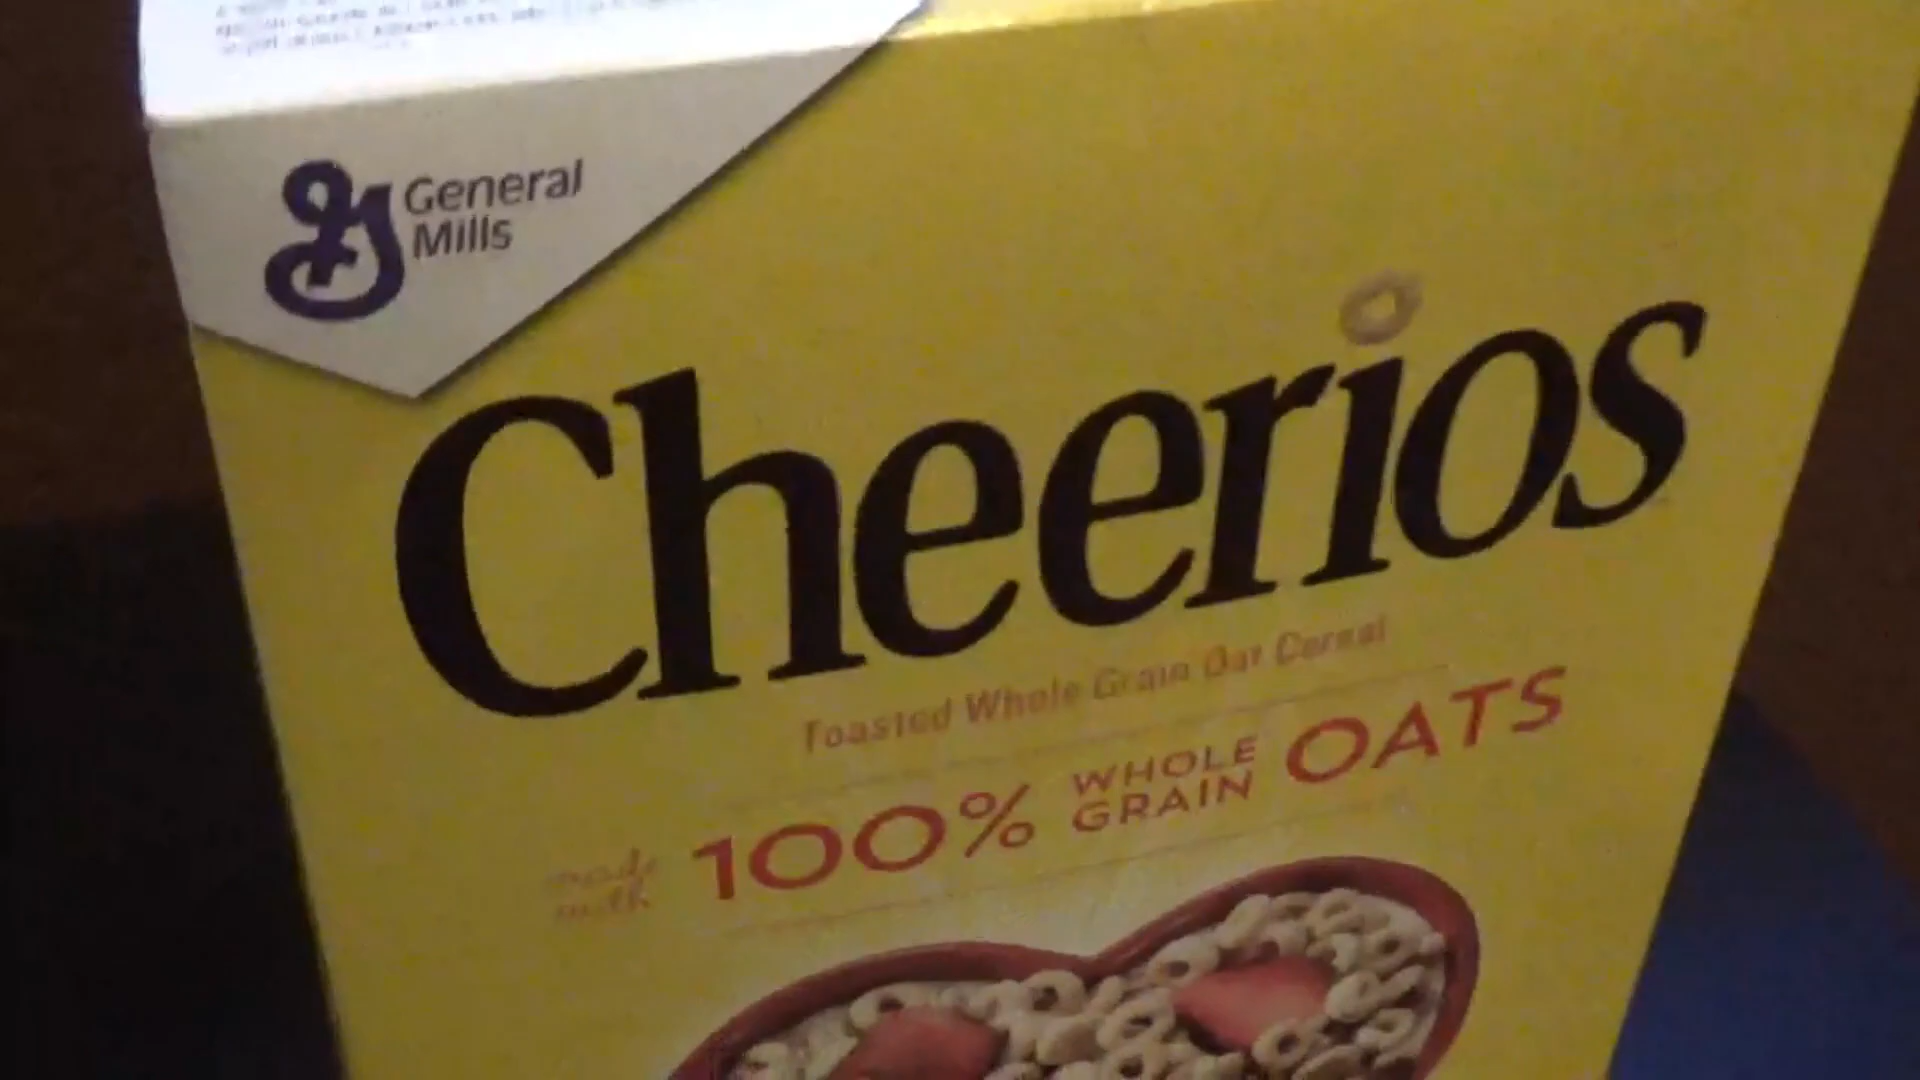 General
Mills
Cheerios
Toasted Whole Grain Oat Cereal
made
with
100% WHOLE
GRAIN OATS